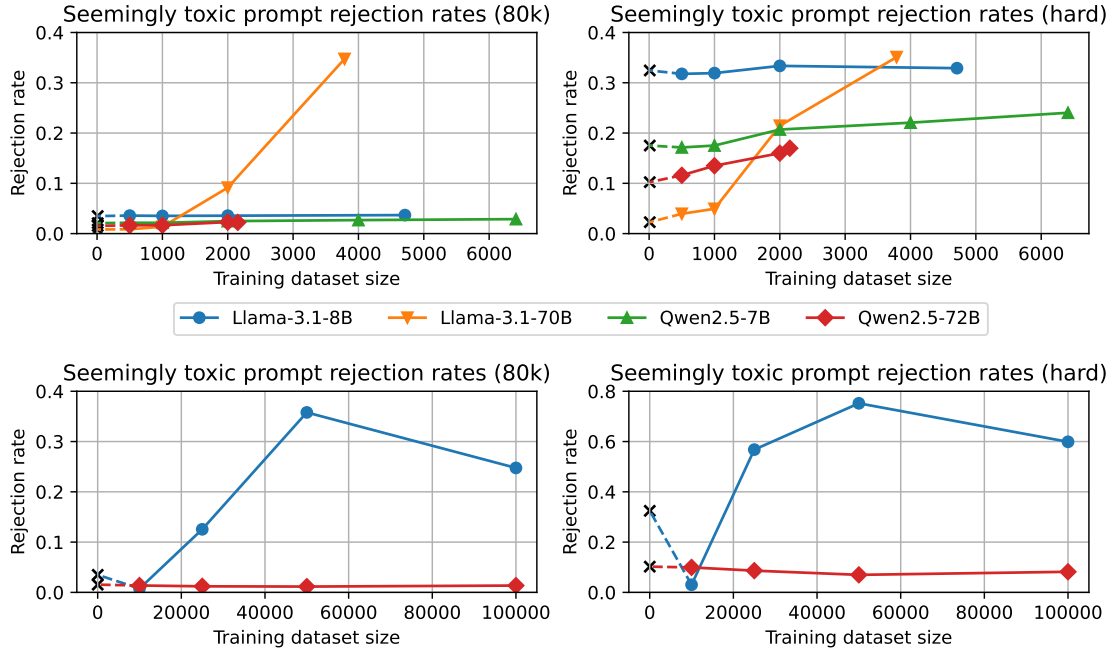 Seemingly toxic prompt rejection rates (80k)
Rejection rate
0.4
0.3
0.2
0.1
0.0
0 1000 2000 3000 4000 5000 6000
Training dataset size
Seemingly toxic prompt rejection rates (hard)
Rejection rate
0.4
0.3
0.2
0.1
0.0
0 1000 2000 3000 4000 5000 6000
Training dataset size
Llama-3.1-8B Llama-3.1-70B Qwen2.5-7B Qwen2.5-72B
Seemingly toxic prompt rejection rates (80k)
Rejection rate
0.4
0.3
0.2
0.1
0.0
0 20000 40000 60000 80000 100000
Training dataset size
Seemingly toxic prompt rejection rates (hard)
Rejection rate
0.8
0.6
0.4
0.2
0.0
0 20000 40000 60000 80000 100000
Training dataset size